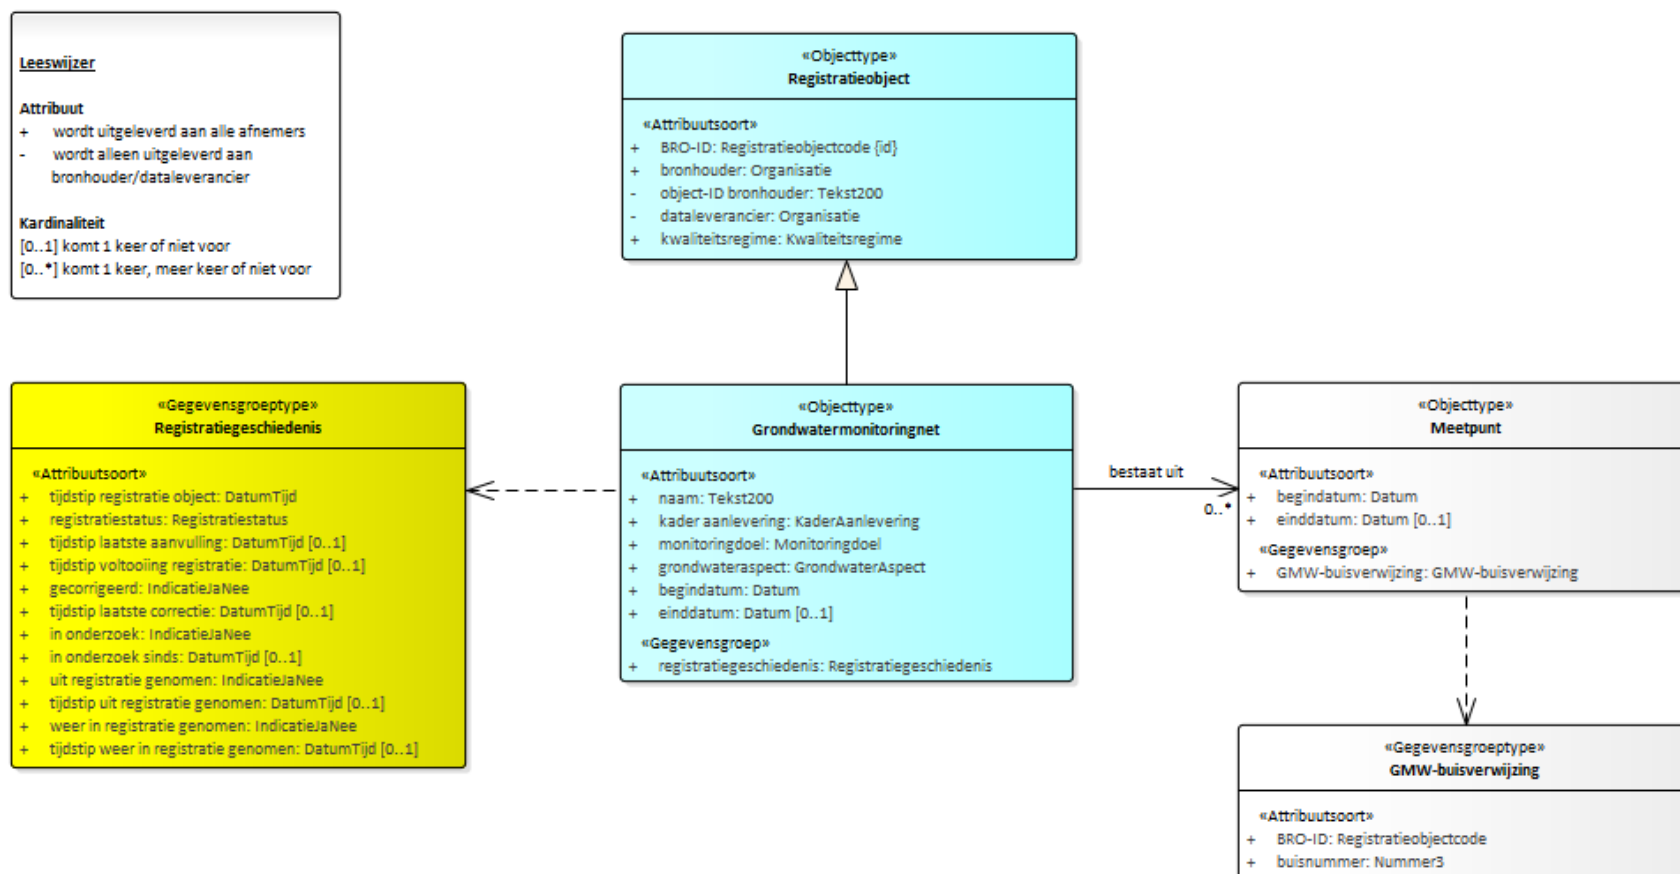 Leeswijzer
Attribuut
+ wordt uitgeleverd aan alle afnemers
- wordt alleen uitgeleverd aan
bronhouder/dataleverancier
Kardinaliteit
[0..1] komt 1 keer of niet voor
[0..*] komt 1 keer, meer keer of niet voor
«Objecttype»
Registratieobject
«Attribuutsoort»
+ BRO-ID: Registratieobjectcode {id}
+ bronhouder: Organisatie
- object-ID bronhouder: Tekst200
- dataleverancier: Organisatie
+ kwaliteitsregime: Kwaliteitsregime
«Gegevensgroeptype»
Registratiegeschiedenis
«Attribuutsoort»
+ tijdstip registratie object: DatumTijd
+ registratiestatus: Registratiestatus
+ tijdstip laatste aanvulling: DatumTijd [0..1]
+ tijdstip voltooiing registratie: DatumTijd [0..1]
+ gecorrigeerd: IndicatieJaNee
+ tijdstip laatste correctie: DatumTijd [0..1]
+ in onderzoek: IndicatieJaNee
+ in onderzoek sinds: DatumTijd [0..1]
+ uit registratie genomen: IndicatieJaNee
+ tijdstip uit registratie genomen: DatumTijd [0..1]
+ weer in registratie genomen: IndicatieJaNee
+ tijdstip weer in registratie genomen: DatumTijd [0..1]
«Objecttype»
Grondwatermonitoringnet
«Attribuutsoort»
+ naam: Tekst200
+ kader aanlevering: KaderAanlevering
+ monitoringdoel: Monitoringdoel
+ grondwateraspect: GrondwaterAspect
+ begindatum: Datum
+ einddatum: Datum [0..1]
«Gegevensgroep»
+ registratiegeschiedenis: Registratiegeschiedenis
bestaat uit
0..*
«Objecttype»
Meetpunt
«Attribuutsoort»
+ begindatum: Datum
+ einddatum: Datum [0..1]
«Gegevensgroep»
+ GMW-buisverwijzing: GMW-buisverwijzing
«Gegevensgroeptype»
GMW-buisverwijzing
«Attribuutsoort»
+ BRO-ID: Registratieobjectcode
+ buisnummer: Nummer3